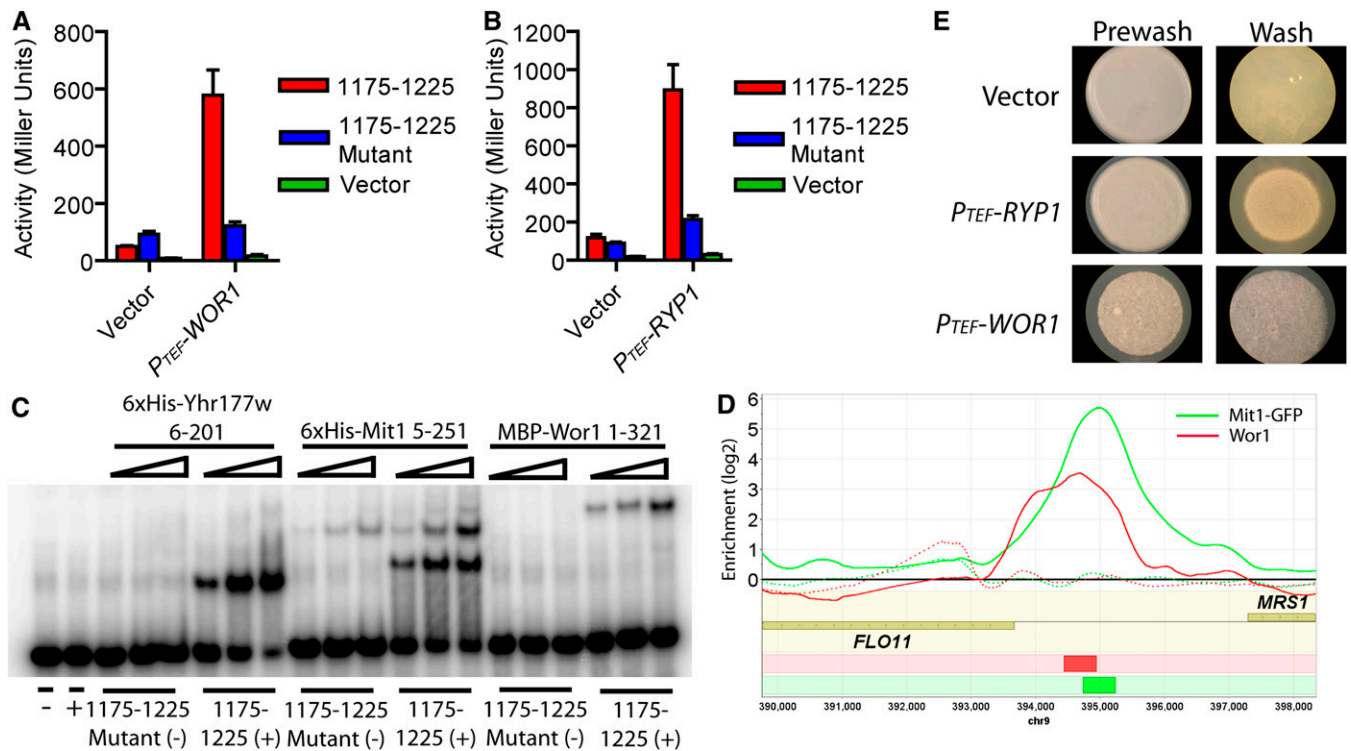 A
Activity (Miller Units)
800
600
400
200
0
Vector
PTEF-WOR1
1175-1225
1175-1225
Mutant
Vector
B
Activity (Miller Units)
1200
1000
800
600
400
200
0
Vector
PTEF-RYP1
1175-1225
1175-1225
Mutant
Vector
E
Prewash
Wash
Vector
PTEF-RYP1
PTEF-WOR1
C
6xHis-Yhr177w
6-201
6xHis-Mit1 5-251
MBP-Wor1 1-321
- + 1175-1225 1175- 1175-1225 1175- 1175-1225 1175-
Mutant (-) 1225 (+) Mutant (-) 1225 (+) Mutant (-) 1225 (+)
D
Enrichment (log2)
6
5
4
3
2
1
0
Mit1-GFP
Wor1
MRS1
FLO11
390,000 391,000 392,000 393,000 394,000 395,000 396,000 397,000 398,000
chr9